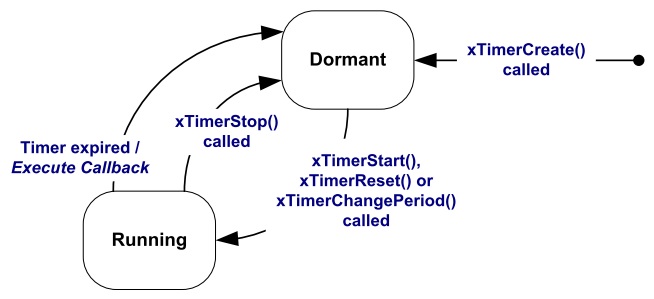 Dormant
xTimerCreate()
called
xTimerStop()
called
Timer expired /
Execute Callback
xTimerStart(),
xTimerReset() or
xTimerChangePeriod()
called
Running